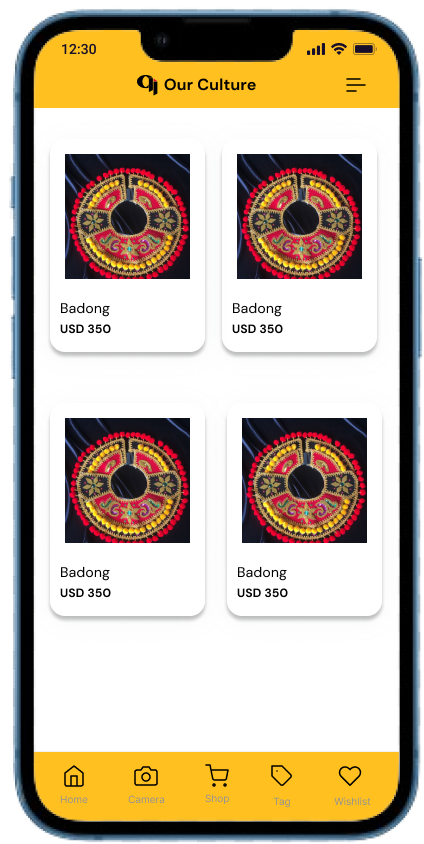 12:30
Our Culture
Badong
USD 350
Badong
USD 350
Badong
USD 350
Badong
USD 350
Home
Camera
Shop
Tag
Wishlist